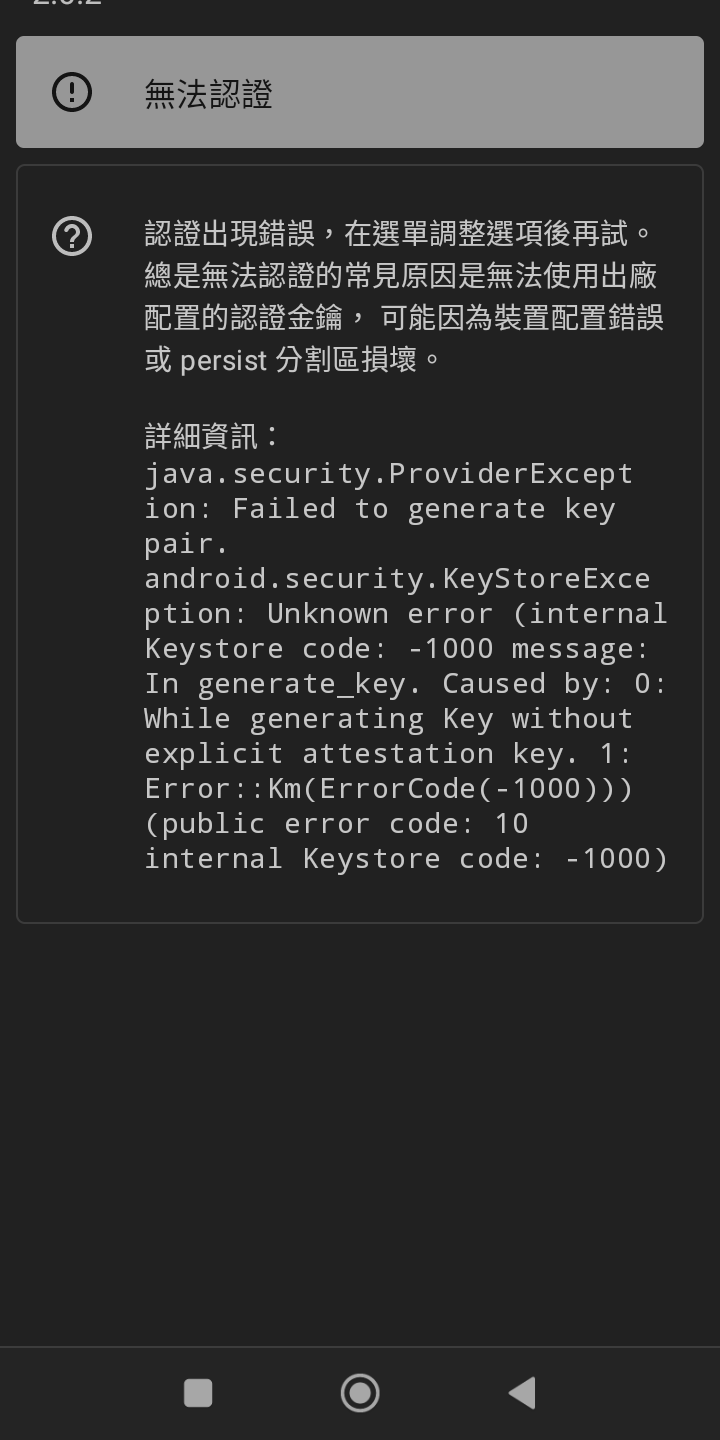 無法認證
認證出現錯誤，在選單調整選項後再試。
總是無法認證的常見原因是無法使用出廠
配置的認證金鑰， 可能因為裝置配置錯誤
或 persist 分割區損壞。
詳細資訊：
java.security.ProviderExcept
ion: Failed to generate key
pair.
android.security.KeyStoreExce
ption: Unknown error (internal
Keystore code: -1000 message:
In generate_key. Caused by: 0:
While generating Key without
explicit attestation key. 1:
Error::Km(ErrorCode(-1000)))
(public error code: 10
internal Keystore code: -1000)